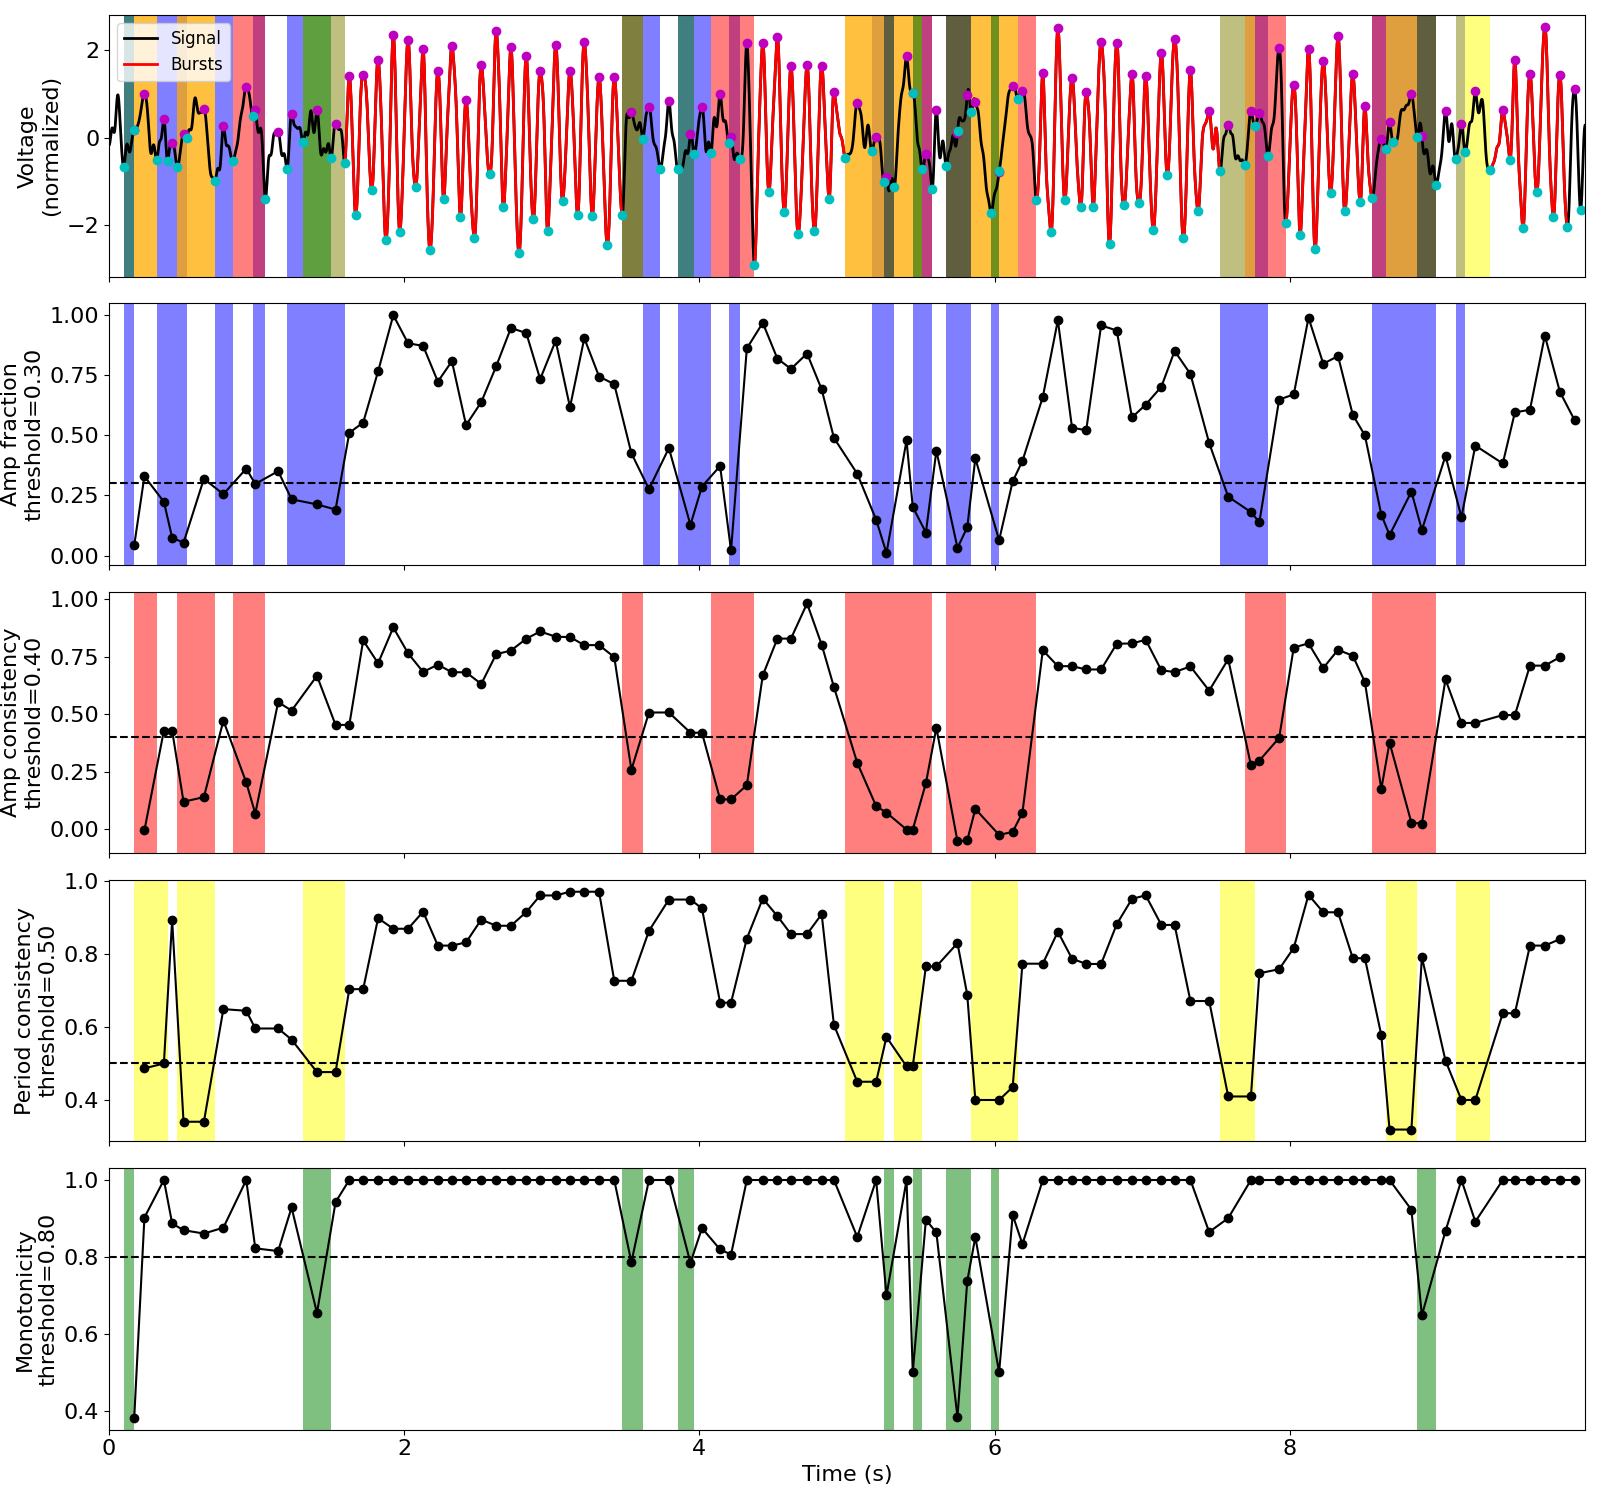 Voltage
(normalized)
2
0
−2
Signal
Bursts
Amp fraction
threshold=0.30
1.00
0.75
0.50
0.25
0.00
Amp consistency
threshold=0.40
1.00
0.75
0.50
0.25
0.00
Period consistency
threshold=0.50
1.0
0.8
0.6
0.4
Monotonicity
threshold=0.80
1.0
0.8
0.6
0.4
0 2 4 6 8
Time (s)